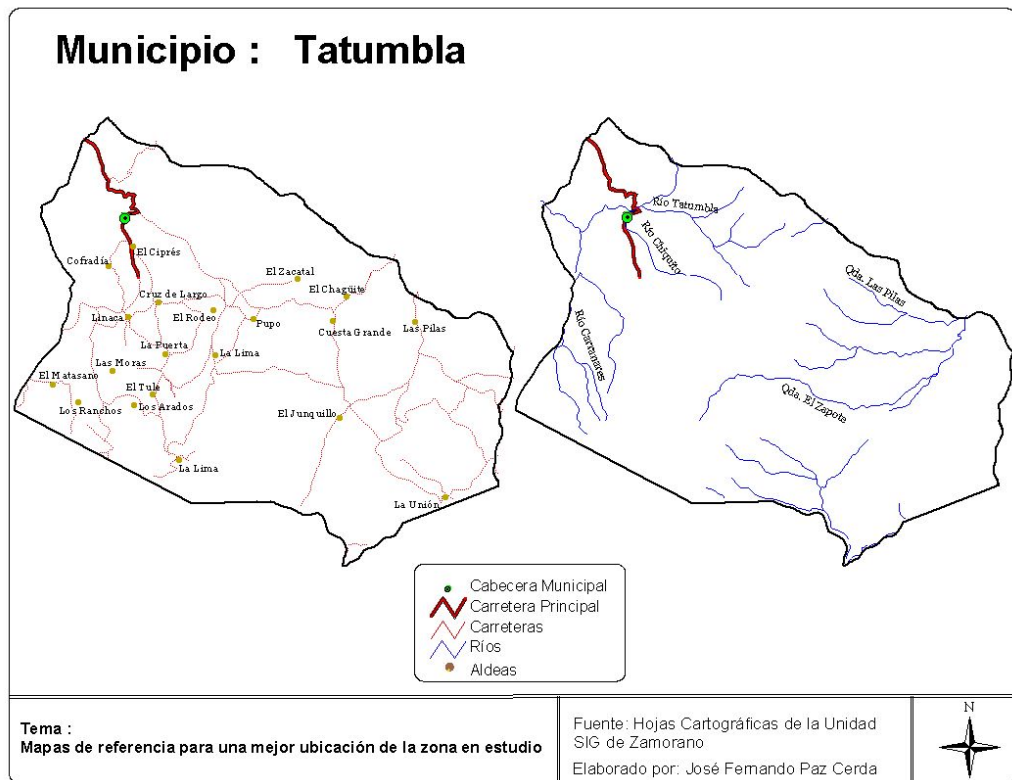 Municipio : Tatumbla
El Ciprés
Cofradía
El Zacatal
El Chagüite
Cruz de Largo
Linaca
El Rodeo
Pupo
Cuesta Grande
Las Pilas
La Puerta
La Lima
Las Moras
El Matasano
El Tule
Los Ranchos
Los Arados
El Junquillo
La Lima
La Unión
Río Tatumbla
Río Chiquito
Qda. Las Pilas
Río Carranares
Qda. El Zapota
Cabecera Municipal
Carretera Principal
Carreteras
Ríos
Aldeas
Tema :
Mapas de referencia para una mejor ubicación de la zona en estudio
Fuente: Hojas Cartográficas de la Unidad
SIG de Zamorano
Elaborado por: José Fernando Paz Cerda
N